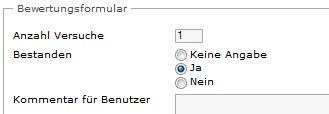 Bewertungsformular
Anzahl Versuche 1
Bestanden Keine Angabe
Ja
Nein
Kommentar für Benutzer